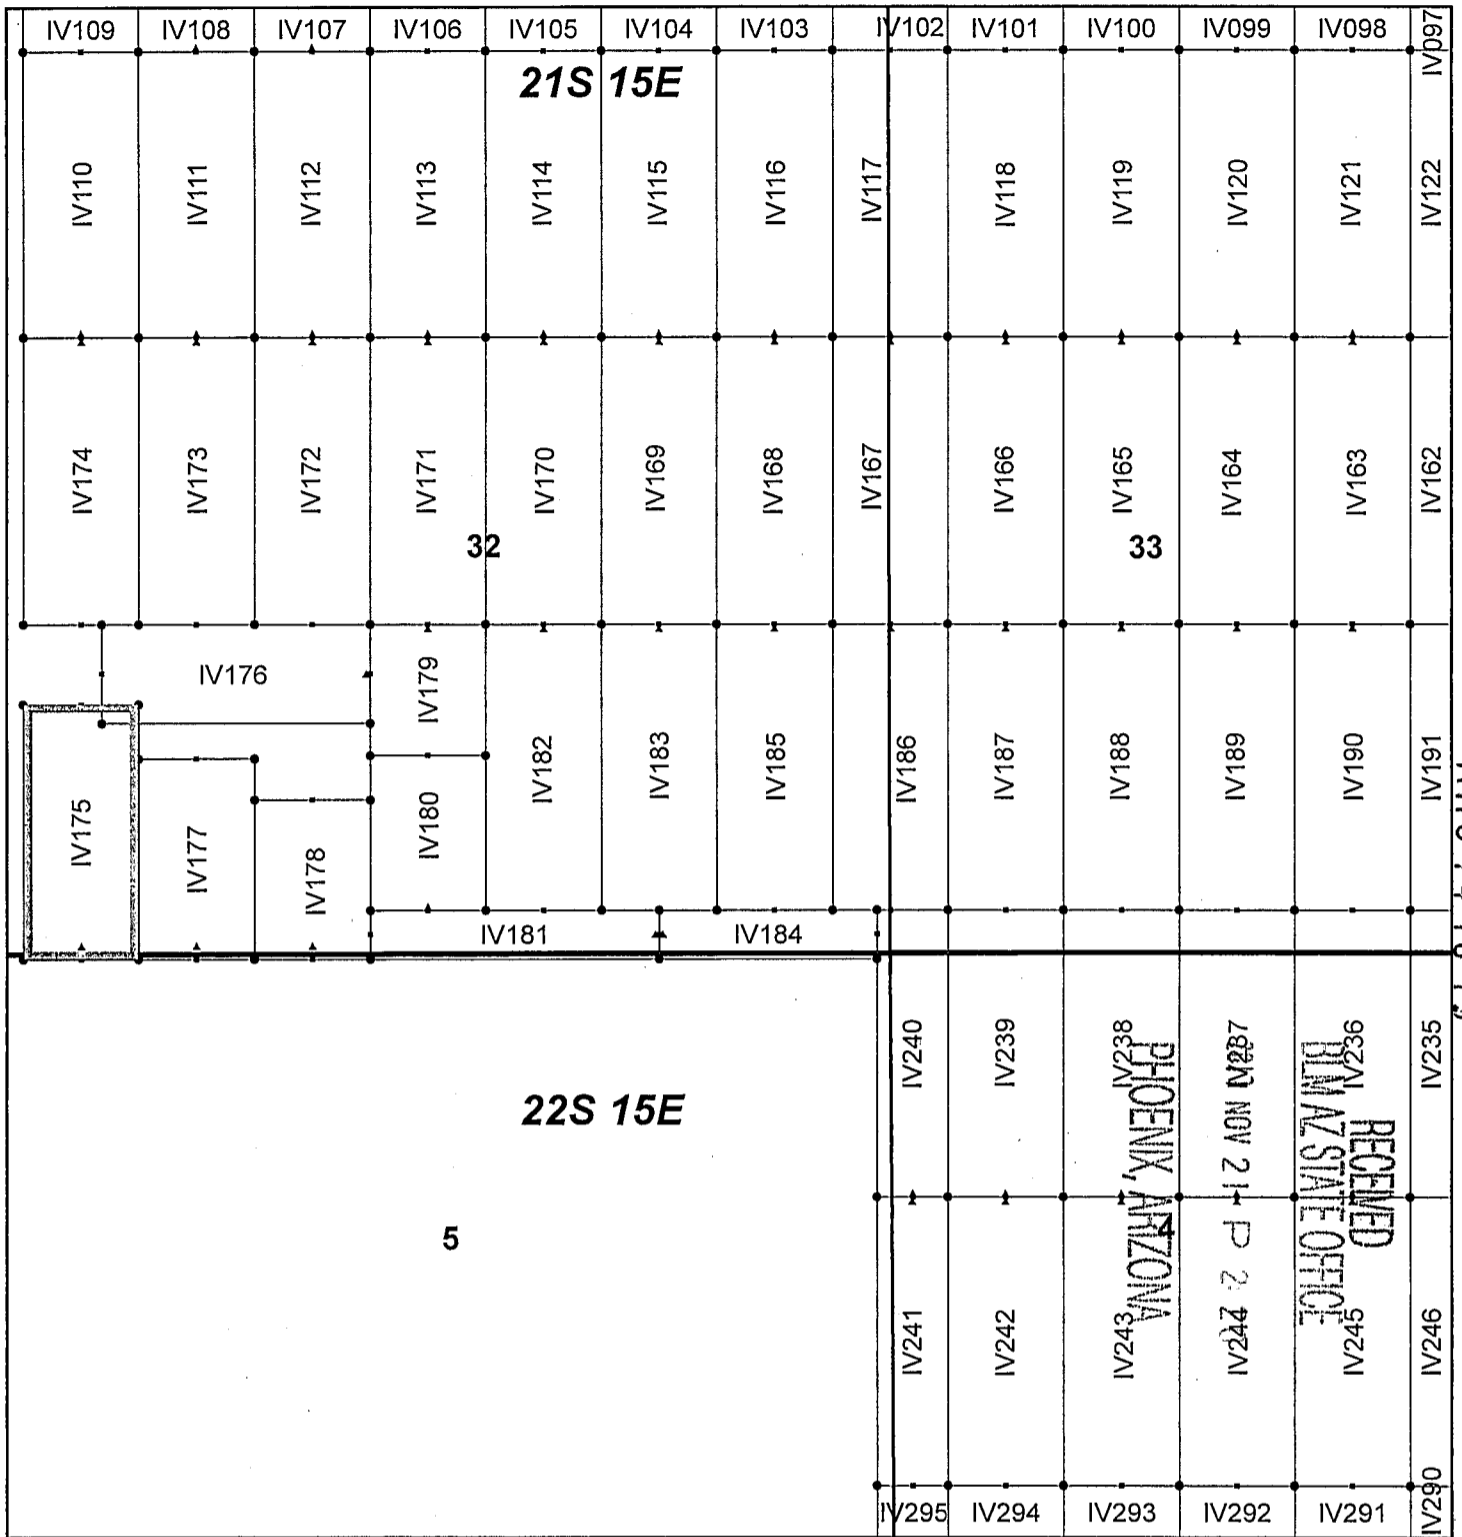 IV109 IV108 IV107 IV106 IV105 IV104 IV103 IV102 IV101 IV100 IV099 IV098 IV097
21S 15E
IV110 IV111 IV112 IV113 IV114 IV115 IV116 IV117 IV118 IV119 IV120 IV121 IV122
IV174 IV173 IV172 IV171 IV170 IV169 IV168 IV167 IV166 IV165 IV164 IV163 IV162
32 33
IV176 IV179
IV175 IV177 IV178 IV180 IV182 IV183 IV185 IV186 IV187 IV188 IV189 IV190 IV191
IV181 IV184
IV240 IV239 IV238 IV237 IV236 IV235
22S 15E
5 4
RECEIVED
BLM AZ STATE OFFICE
NOV 21 P 2:
PHOENIX, ARIZONA
IV241 IV242 IV243 IV244 IV245 IV246
IV295 IV294 IV293 IV292 IV291 IV290